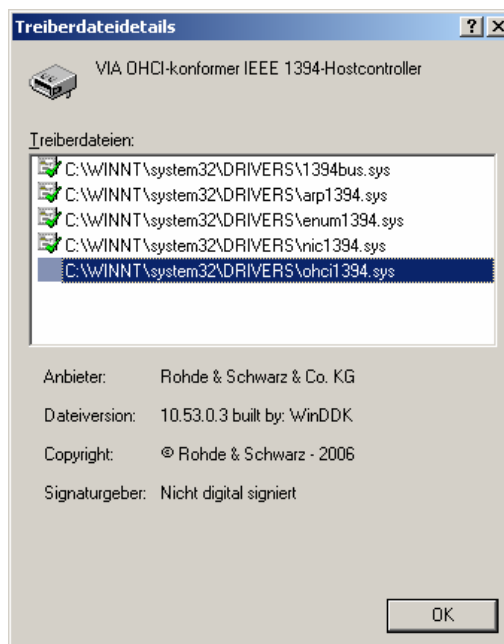 Treiberdateidetails
VIA OHCI-konformer IEEE 1394-Hostcontroller
Treiberdateien:
C:\WINNT\system32\DRIVERS\1394bus.sys
C:\WINNT\system32\DRIVERS\arp1394.sys
C:\WINNT\system32\DRIVERS\enum1394.sys
C:\WINNT\system32\DRIVERS\nic1394.sys
C:\WINNT\system32\DRIVERS\ohci1394.sys
Anbieter: Rohde & Schwarz & Co. KG
Dateiversion: 10.53.0.3 built by: WinDDK
Copyright: © Rohde & Schwarz - 2006
Signaturgeber: Nicht digital signiert
OK